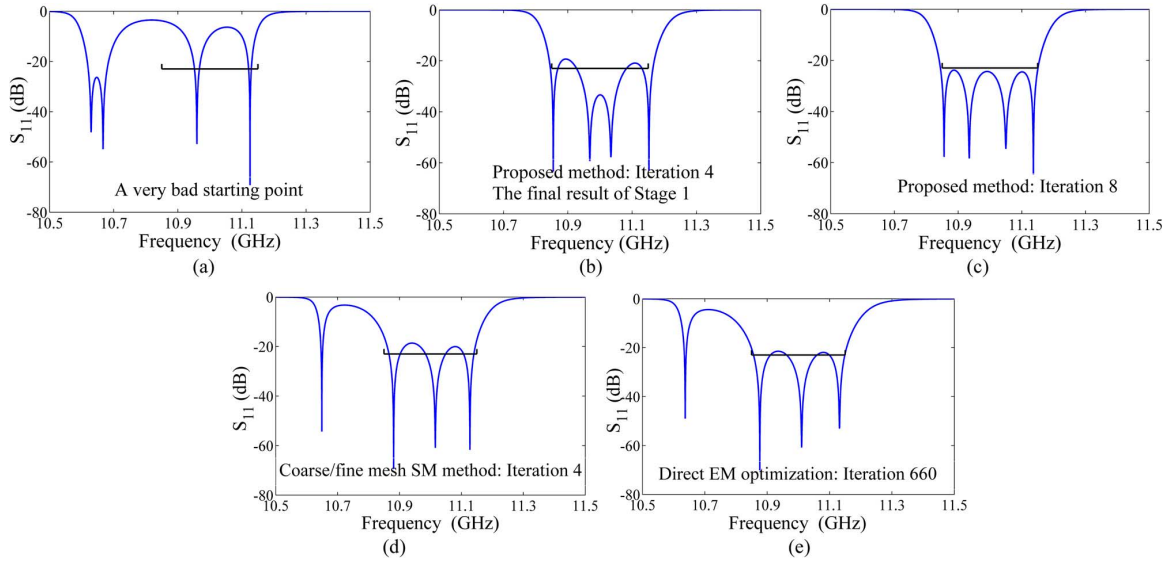 0
-20
-40
-60
-80
S11 (dB)
A very bad starting point
10.5 10.7 10.9 11.1 11.3 11.5
Frequency (GHz)
(a)
0
-20
-40
-60
-80
S11 (dB)
Proposed method: Iteration 4
The final result of Stage 1
10.5 10.7 10.9 11.1 11.3 11.5
Frequency (GHz)
(b)
0
-20
-40
-60
-80
S11 (dB)
Proposed method: Iteration 8
10.5 10.7 10.9 11.1 11.3 11.5
Frequency (GHz)
(c)
0
-20
-40
-60
-80
S11 (dB)
Coarse/fine mesh SM method: Iteration 4
10.5 10.7 10.9 11.1 11.3 11.5
Frequency (GHz)
(d)
0
-20
-40
-60
-80
S11 (dB)
Direct EM optimization: Iteration 660
10.5 10.7 10.9 11.1 11.3 11.5
Frequency (GHz)
(e)